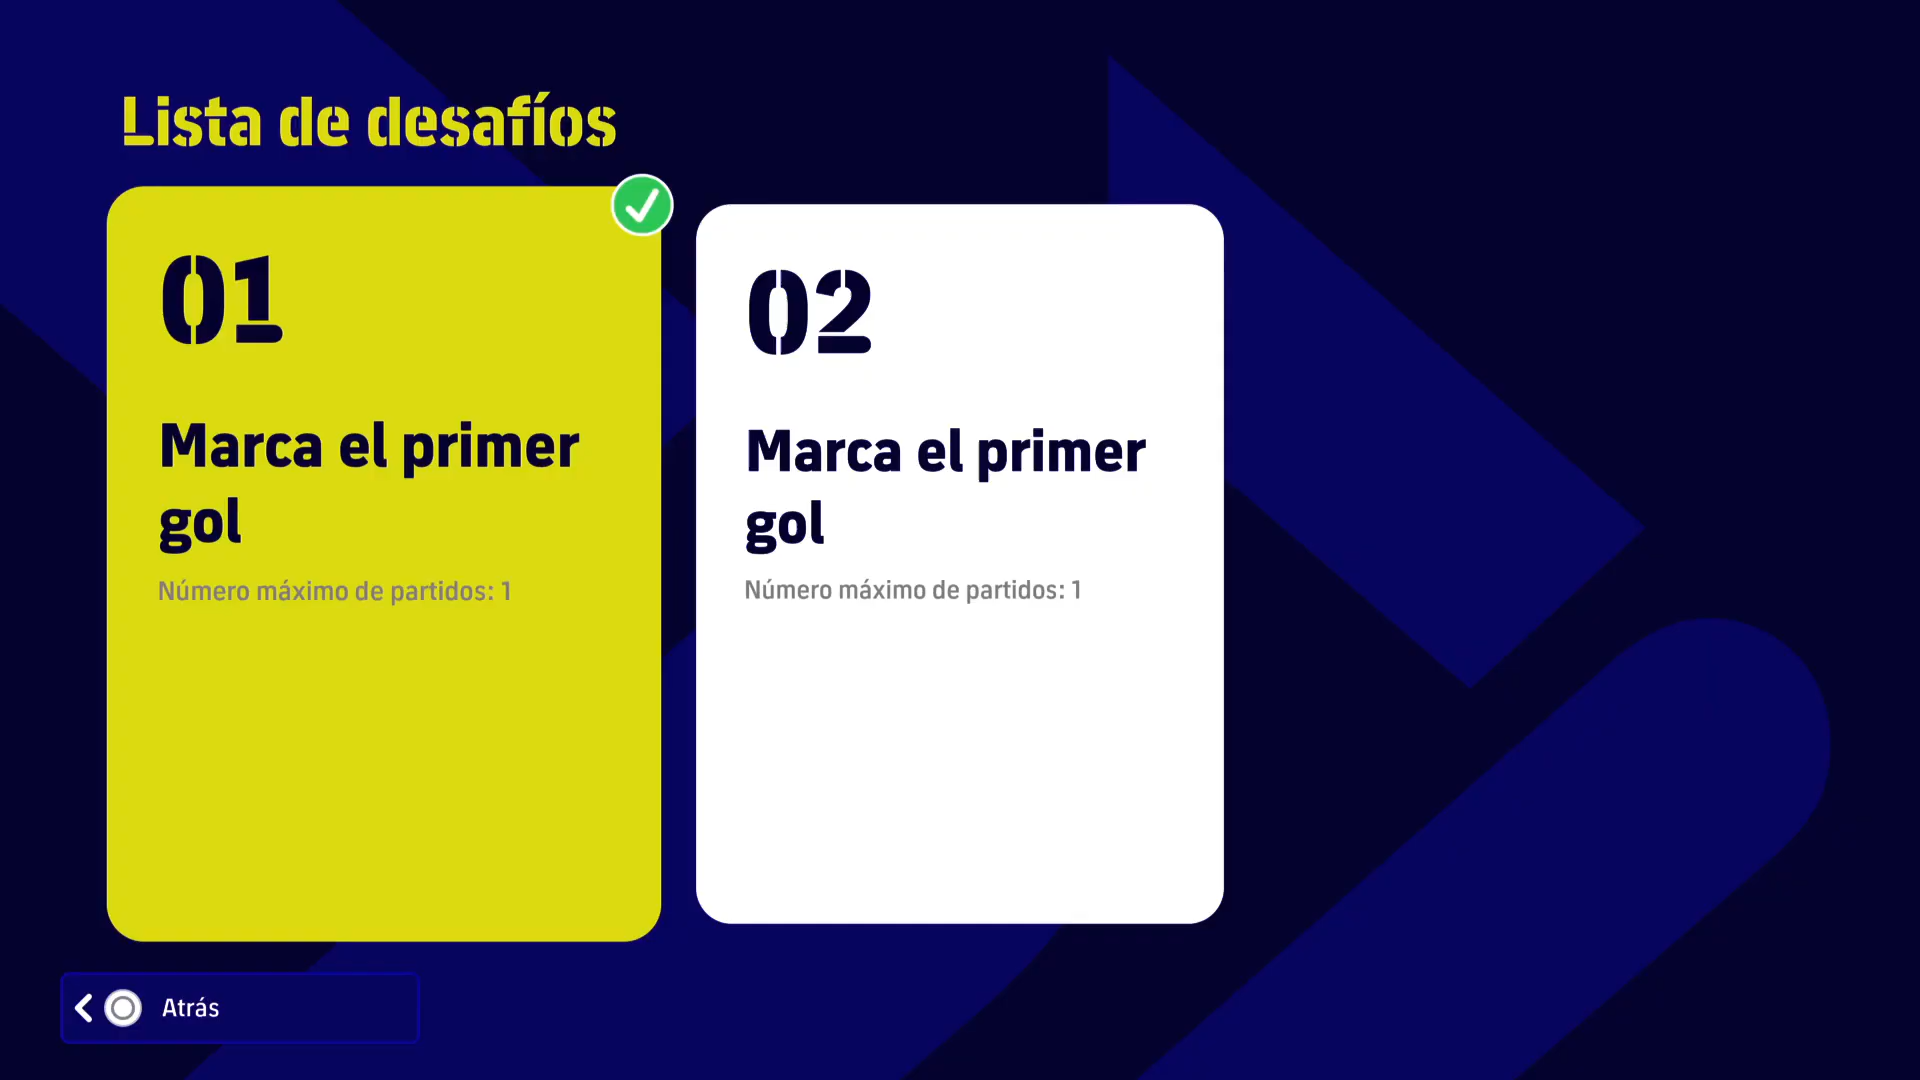 Lista de desafíos
01
Marca el primer
gol
Número máximo de partidos: 1
02
Marca el primer
gol
Número máximo de partidos: 1
Atrás